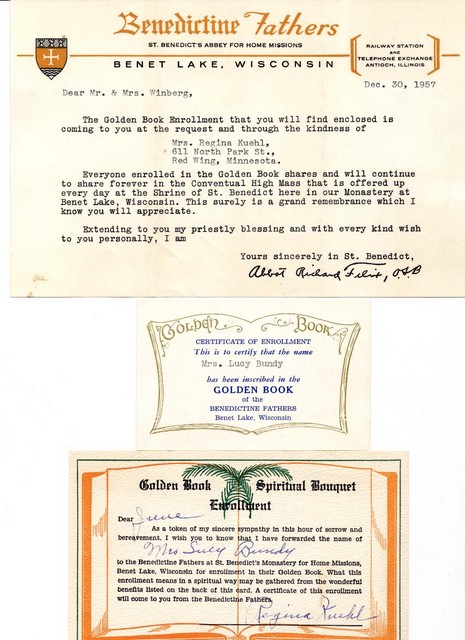 Benedictine Fathers
ST. BENEDICT'S ABBEY FOR HOME MISSIONS
BENET LAKE, WISCONSIN
RAILWAY STATION
and
TELEPHONE EXCHANGE
ANTIOCH, ILLINOIS
Dec. 30, 1957
Dear Mr. & Mrs. Winberg,
The Golden Book Enrollment that you will find enclosed is
coming to you at the request and through the kindness of
Mrs. Regina Kuehl,
611 North Park St.,
Red Wing, Minnesota.
Everyone enrolled in the Golden Book shares and will continue
to share forever in the Conventual High Mass that is offered up
every day at the Shrine of St. Benedict here in our Monastery at
Benet Lake, Wisconsin. This surely is a grand remembrance which I
know you will appreciate.
Extending to you my priestly blessing and with every kind wish
to you personally, I am
Yours sincerely in St. Benedict,
Abbot Richard Felix, O.S.B
Golden Book
CERTIFICATE OF ENROLLMENT
This is to certify that the name
Mrs. Lucy Bundy
has been inscribed in the
GOLDEN BOOK
of the
BENEDICTINE FATHERS
Benet Lake, Wisconsin
Golden Book Spiritual Bouquet
Enrollment
Dear Irene
As a token of my sincere sympathy in this hour of sorrow and
bereavement, I wish you to know that I have forwarded the name of
Mrs Lucy Bundy
to the Benedictine Fathers at St. Benedict's Monastery for Home Missions,
Benet Lake, Wisconsin for enrollment in their Golden Book. What this
enrollment means in a spiritual way may be gathered from the wonderful
benefits listed on the back of this card. A certificate of this enrollment
will come to you from the Benedictine Fathers.
Regina Kuehl